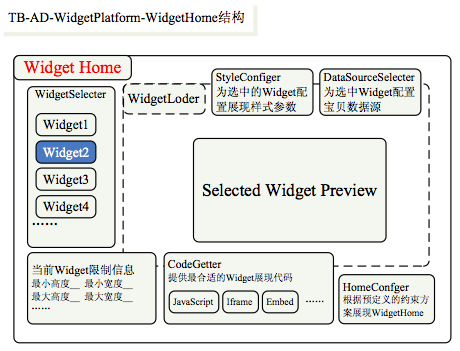 TB-AD-WidgetPlatform-WidgetHome结构
Widget Home
WidgetSelecter
Widget1
Widget2
Widget3
Widget4
······
WidgetLoder
StyleConfiger
为选中的Widget配
置展现样式参数
DataSourceSelecter
为选中Widget配置
宝贝数据源
Selected Widget Preview
当前Widget限制信息
最小高度__ 最小宽度__
最大高度__ 最大宽度__
······
CodeGetter
提供最合适的Widget展现代码
JavaScript Iframe Embed ······
HomeConfger
根据预定义的约束方
案展现WidgetHome